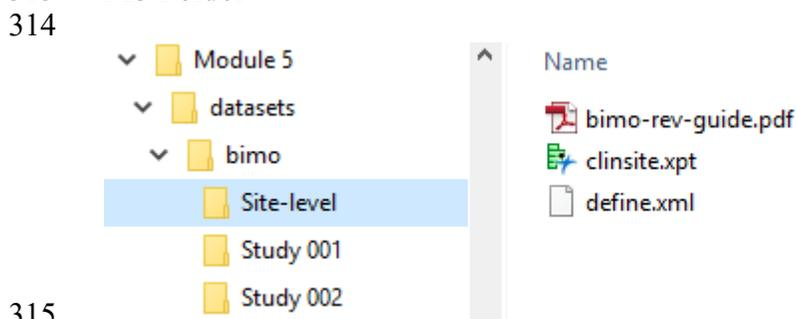 314
Module 5
datasets
bimo
Site-level
Study 001
Study 002
Name
bimo-rev-guide.pdf
clinsite.xpt
define.xml
315